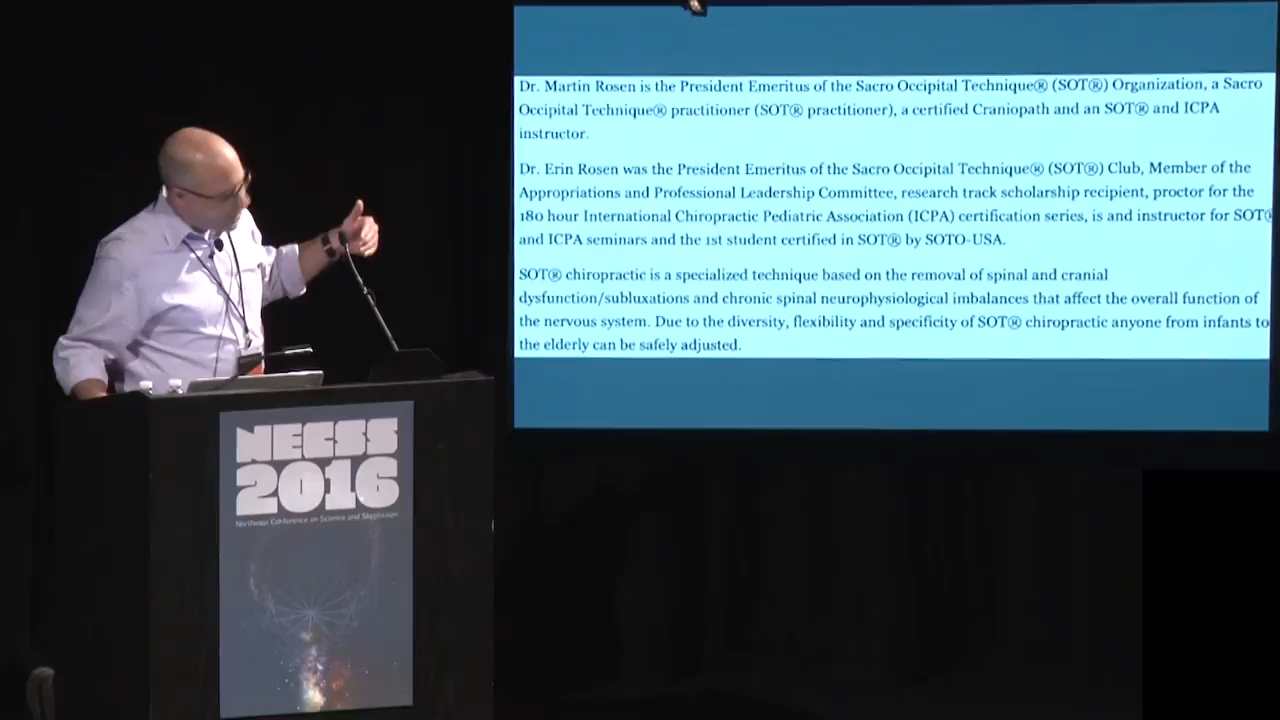 Dr. Martin Rosen is the President Emeritus of the Sacro Occipital Technique® (SOT®) Organization, a Sacro
Occipital Technique® practitioner (SOT® practitioner), a certified Craniopath and an SOT® and ICPA
instructor.
Dr. Erin Rosen was the President Emeritus of the Sacro Occipital Technique® (SOT®) Club, Member of the
Appropriations and Professional Leadership Committee, research track scholarship recipient, proctor for the
180 hour International Chiropractic Pediatric Association (ICPA) certification series, is and instructor for SOT®
and ICPA seminars and the 1st student certified in SOT® by SOTO-USA.
SOT® chiropractic is a specialized technique based on the removal of spinal and cranial
dysfunction/subluxations and chronic spinal neurophysiological imbalances that affect the overall function of
the nervous system. Due to the diversity, flexibility and specificity of SOT® chiropractic anyone from infants to
the elderly can be safely adjusted.
NECSS
2016
Northeast Conference on Science and Skepticism